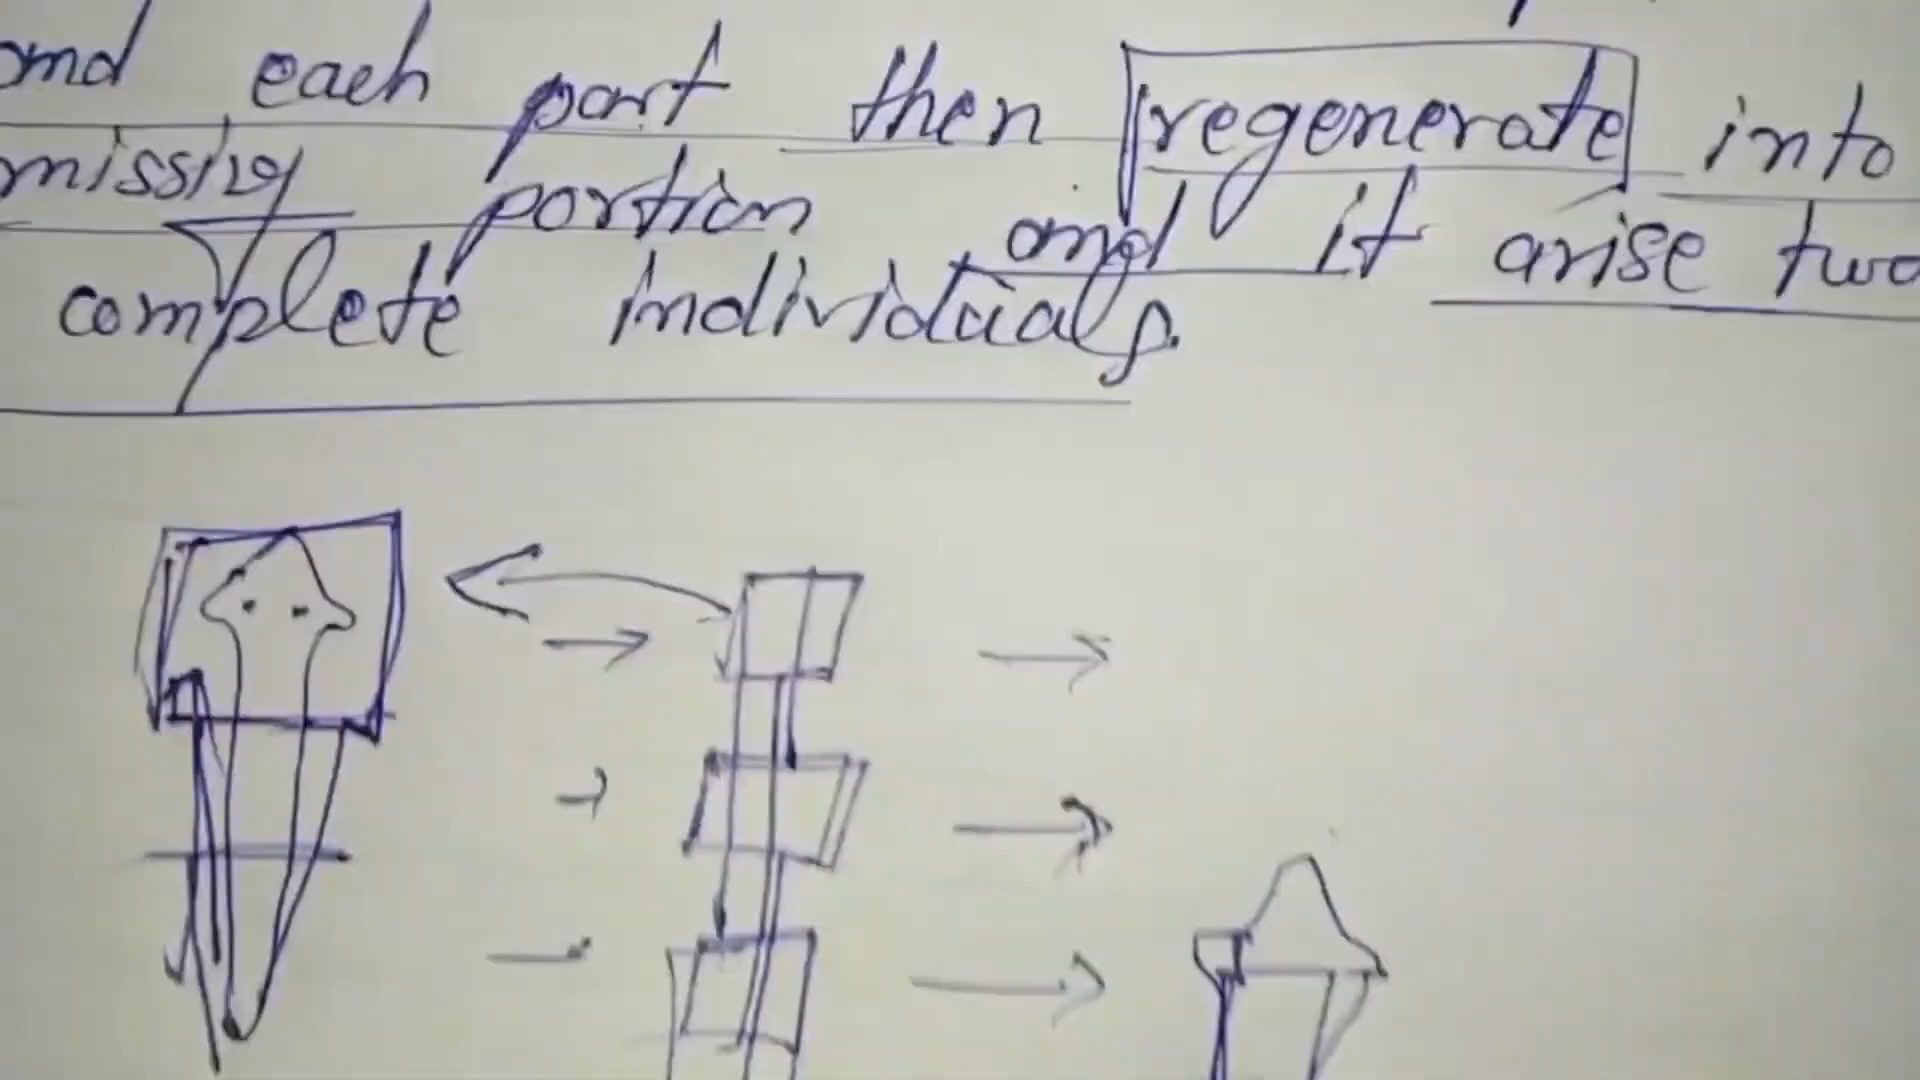 and each part then regenerate into
missing portion and it arise two
complete individuals.